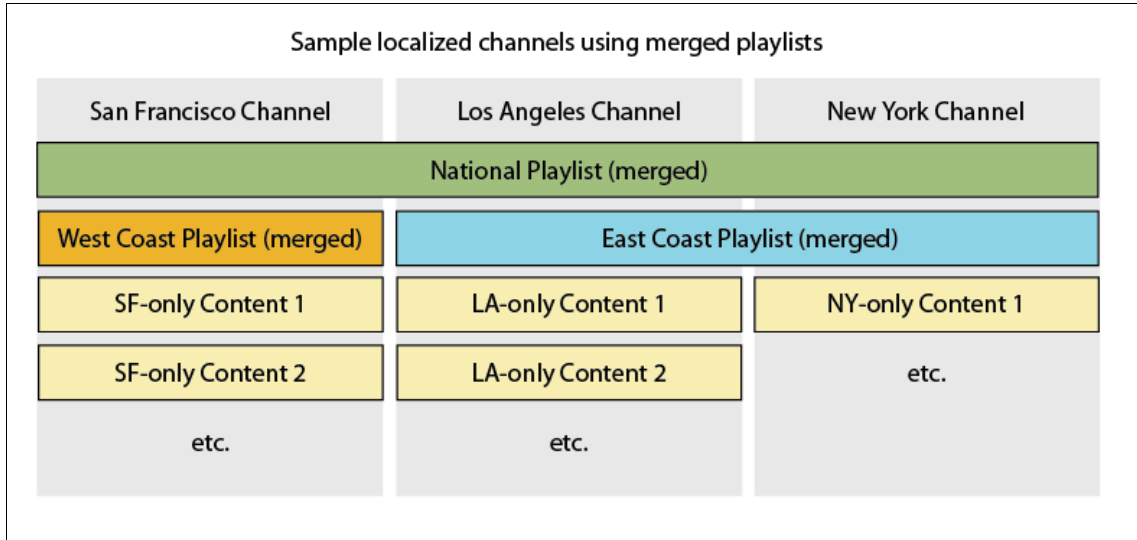 Sample localized channels using merged playlists
San Francisco Channel
Los Angeles Channel
New York Channel
National Playlist (merged)
West Coast Playlist (merged)
East Coast Playlist (merged)
SF-only Content 1
LA-only Content 1
NY-only Content 1
SF-only Content 2
LA-only Content 2
etc.
etc.
etc.